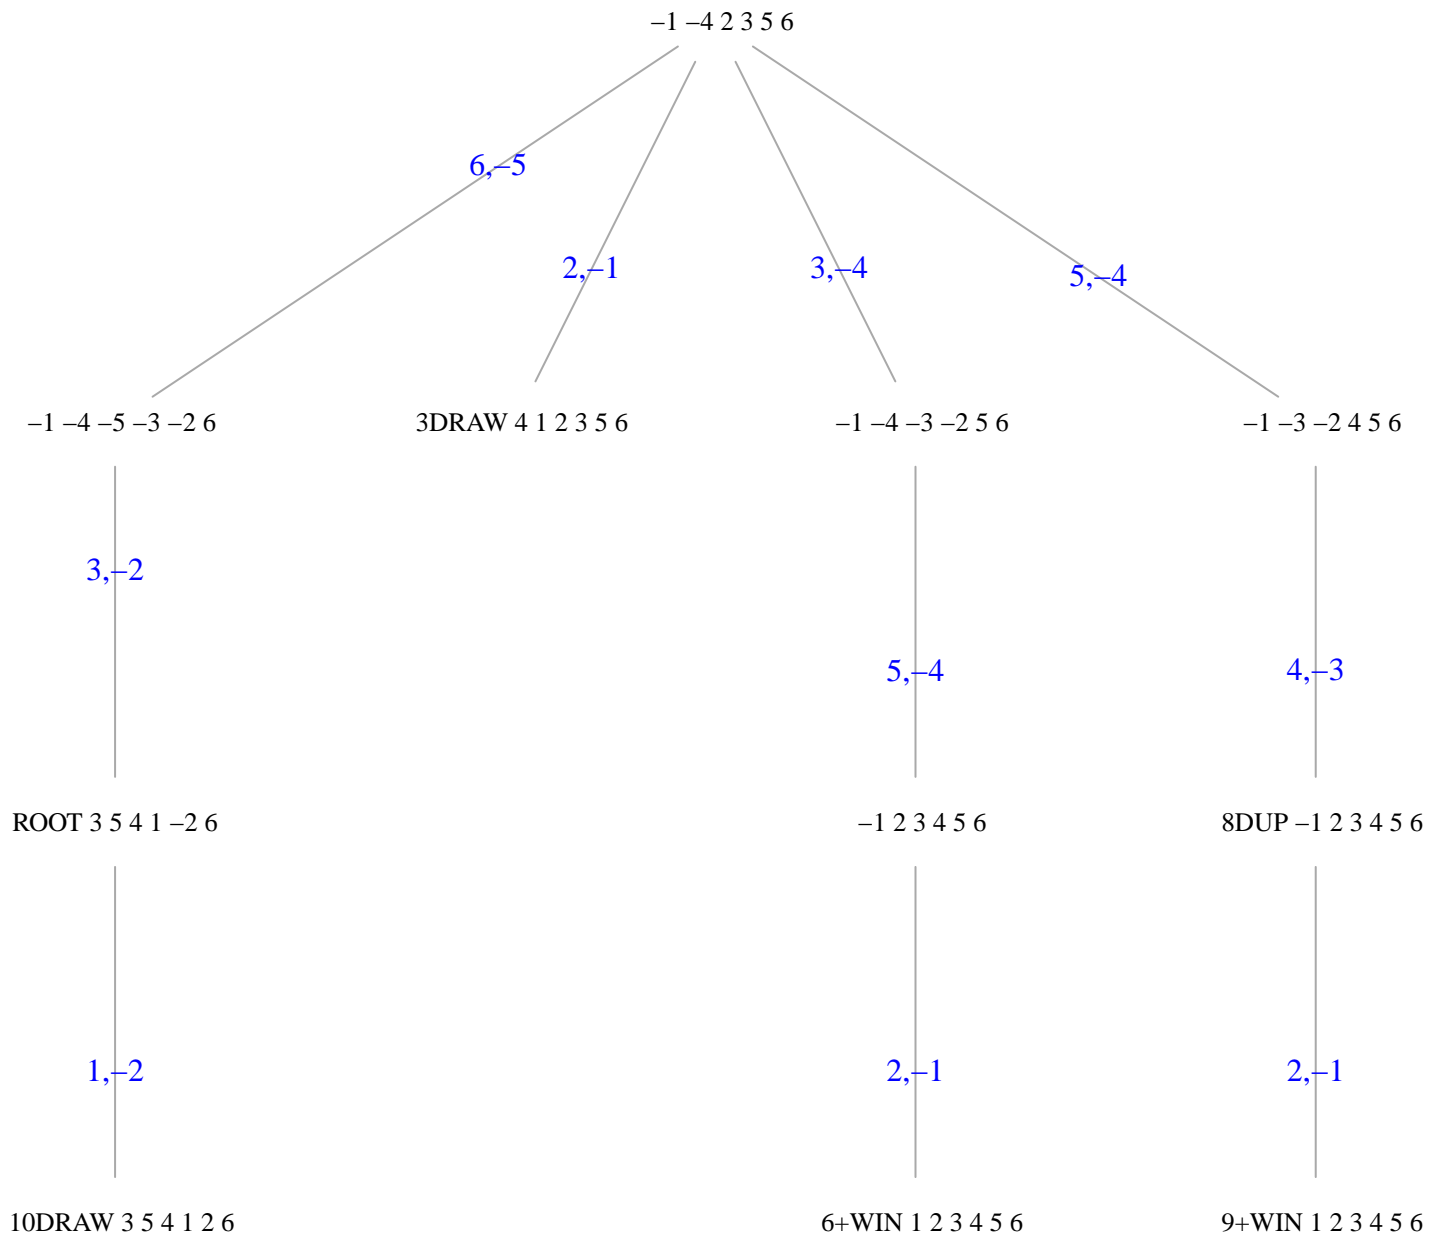 –1 –4 2 3 5 6
6,–5
2,–1
3,–4
5,–4
–1 –4 –5 –3 –2 6
3DRAW 4 1 2 3 5 6
–1 –4 –3 –2 5 6
–1 –3 –2 4 5 6
3,–2
5,–4
4,–3
ROOT 3 5 4 1 –2 6
–1 2 3 4 5 6
8DUP –1 2 3 4 5 6
1,–2
2,–1
2,–1
10DRAW 3 5 4 1 2 6
6+WIN 1 2 3 4 5 6
9+WIN 1 2 3 4 5 6